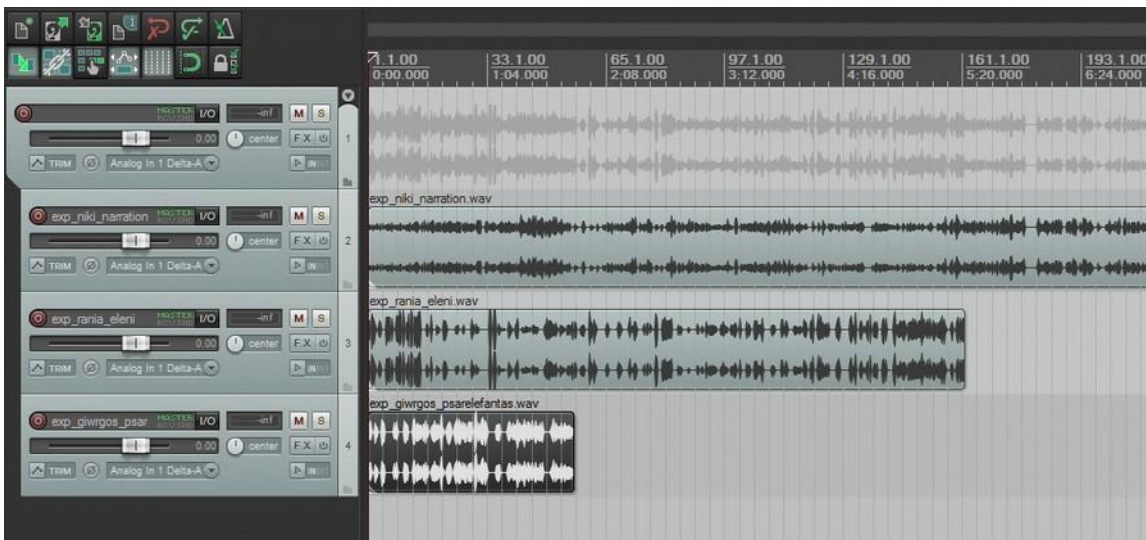 1.1.00 33.1.00 65.1.00 97.1.00 129.1.00 161.1.00 193.1.00
0:00.000 1:04.000 2:08.000 3:12.000 4:16.000 5:20.000 6:24.000
MASTER I/O -inf M S
0.00 center FX 1
TRIM Analog In 1 Delta-A IN
exp_niki_narration.wav
exp_niki_narration MASTER I/O -inf M S
0.00 center FX 2
TRIM Analog In 1 Delta-A IN
exp_rania_eleni.wav
exp_rania_eleni MASTER I/O -inf M S
0.00 center FX 3
TRIM Analog In 1 Delta-A IN
exp_giwrgos_psarelefantas.wav
exp_giwrgos_psar MASTER I/O -inf M S
0.00 center FX 4
TRIM Analog In 1 Delta-A IN